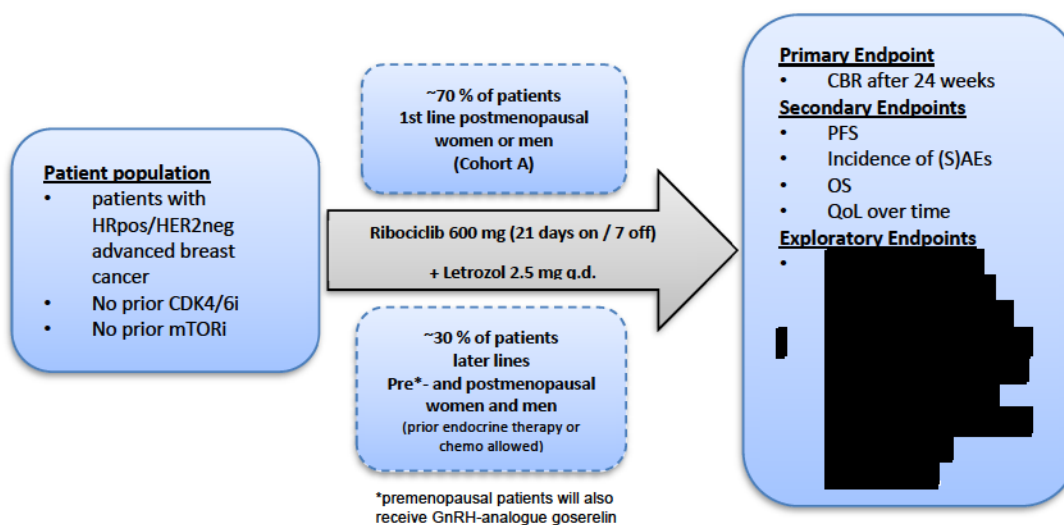 Patient population
• patients with
HRpos/HER2neg
advanced breast
cancer
• No prior CDK4/6i
• No prior mTORi
~70 % of patients
1st line postmenopausal
women or men
(Cohort A)
Ribociclib 600 mg (21 days on / 7 off)
+ Letrozol 2.5 mg q.d.
~30 % of patients
later lines
Pre*- and postmenopausal
women and men
(prior endocrine therapy or
chemo allowed)
*premenopausal patients will also
receive GnRH-analogue goserelin
Primary Endpoint
• CBR after 24 weeks
Secondary Endpoints
• PFS
• Incidence of (S)AEs
• OS
• QoL over time
Exploratory Endpoints
•